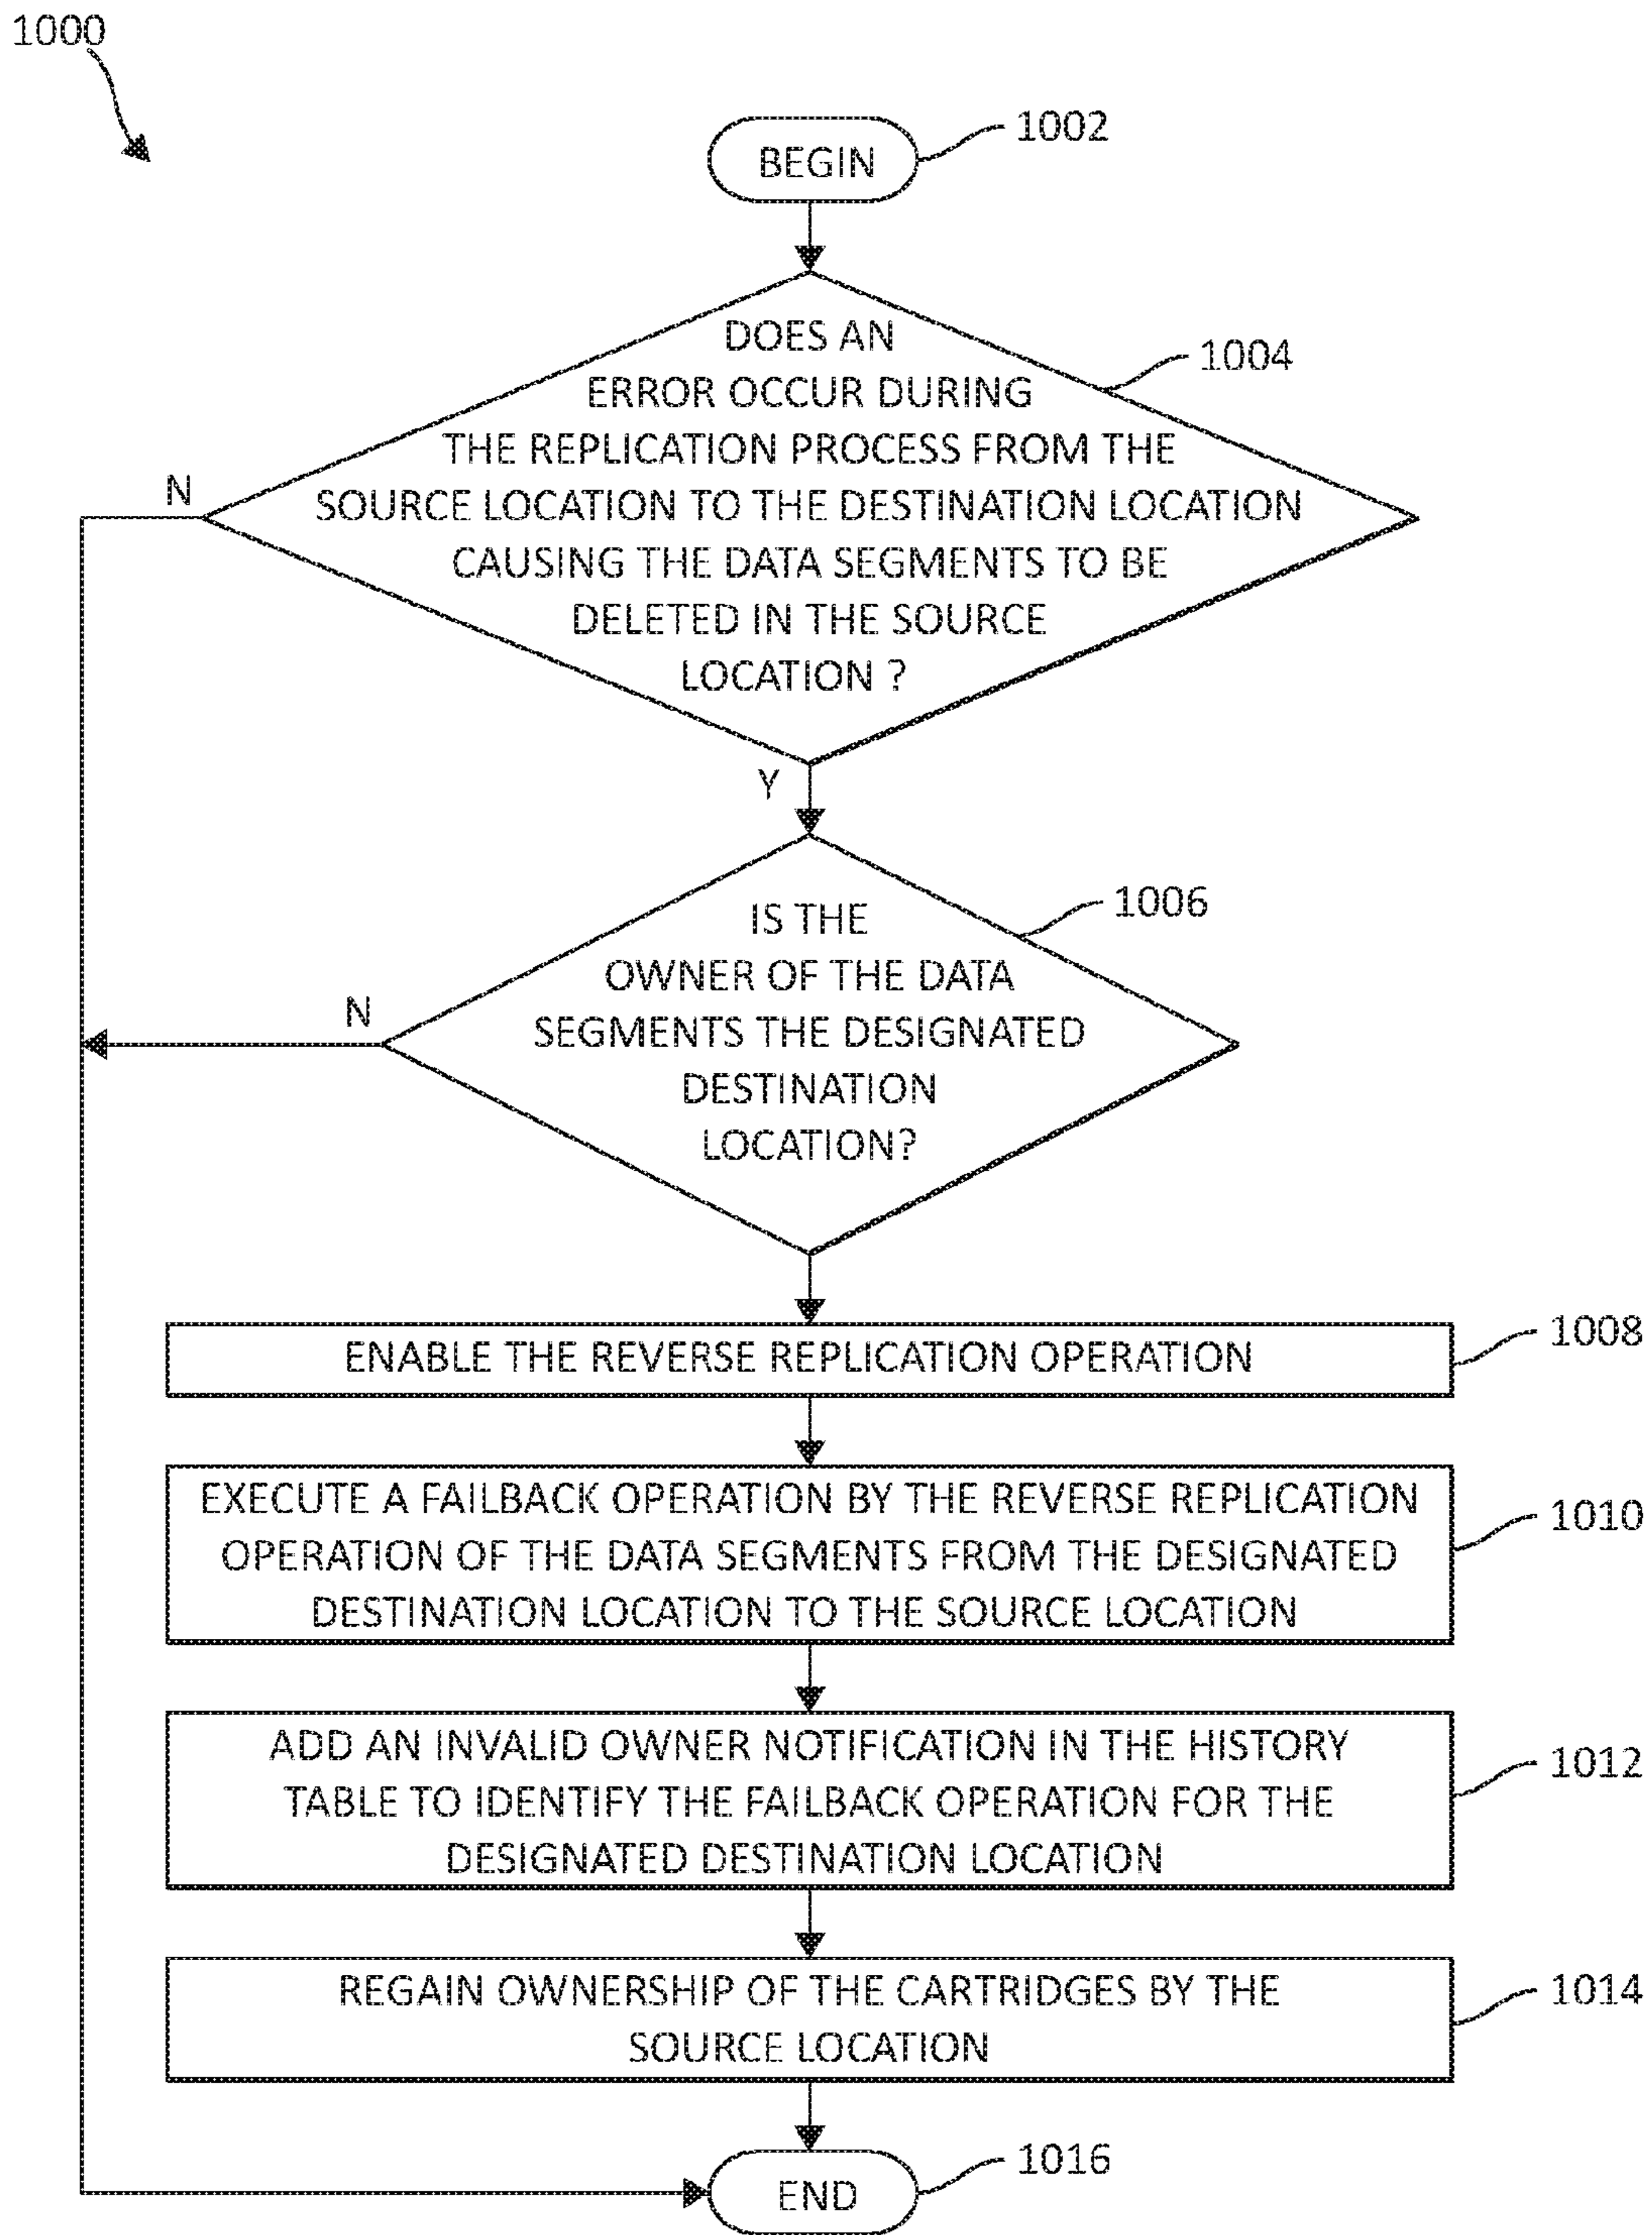 1000
BEGIN
1002
DOES AN
ERROR OCCUR DURING
THE REPLICATION PROCESS FROM THE
SOURCE LOCATION TO THE DESTINATION LOCATION
CAUSING THE DATA SEGMENTS TO BE
DELETED IN THE SOURCE
LOCATION ?
1004
N
Y
IS THE
OWNER OF THE DATA
SEGMENTS THE DESIGNATED
DESTINATION
LOCATION?
1006
N
ENABLE THE REVERSE REPLICATION OPERATION
1008
EXECUTE A FAILBACK OPERATION BY THE REVERSE REPLICATION
OPERATION OF THE DATA SEGMENTS FROM THE DESIGNATED
DESTINATION LOCATION TO THE SOURCE LOCATION
1010
ADD AN INVALID OWNER NOTIFICATION IN THE HISTORY
TABLE TO IDENTIFY THE FAILBACK OPERATION FOR THE
DESIGNATED DESTINATION LOCATION
1012
REGAIN OWNERSHIP OF THE CARTRIDGES BY THE
SOURCE LOCATION
1014
END
1016